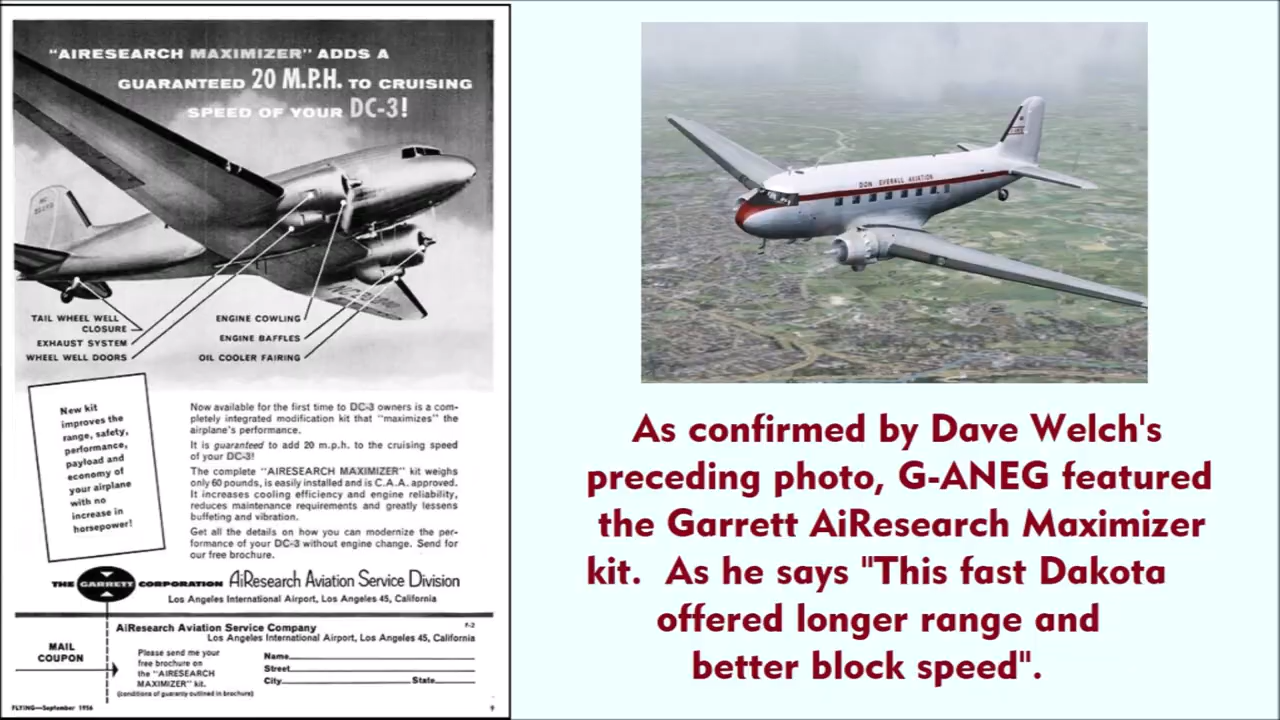 "AIRESEARCH MAXIMIZER" ADDS A
GUARANTEED 20 M.P.H. TO CRUISING
SPEED OF YOUR DC-3!
TAIL WHEEL WELL
CLOSURE
EXHAUST SYSTEM
WHEEL WELL DOORS
ENGINE COWLING
ENGINE BAFFLES
OIL COOLER FAIRING
New kit
improves the
range, safety,
performance,
payload and
economy of
your airplane
with no
increase in
horsepower!
Now available for the first time to DC-3 owners is a com-
pletely integrated modification kit that "maximizes" the
airplane's performance.
It is guaranteed to add 20 m.p.h. to the cruising speed
of your DC-3!
The complete "AIRESEARCH MAXIMIZER" kit weighs
only 60 pounds, is easily installed and is C.A.A. approved.
It increases cooling efficiency and engine reliability,
reduces maintenance requirements and greatly lessens
buffeting and vibration.
Get all the details on how you can modernize the per-
formance of your DC-3 without engine change. Send for
our free brochure.
THE GARRETT CORPORATION AiResearch Aviation Service Division
Los Angeles International Airport, Los Angeles 45, California
AiResearch Aviation Service Company F-2
Los Angeles International Airport, Los Angeles 45, California
MAIL
COUPON
Please send me your
free brochure on
the "AIRESEARCH
MAXIMIZER" kit.
(conditions of guaranty outlined in brochure)
Name
Street
City State
FLYING—September 1956 9
DON EVERALL AVIATION
As confirmed by Dave Welch's
preceding photo, G-ANEG featured
the Garrett AiResearch Maximizer
kit. As he says "This fast Dakota
offered longer range and
better block speed".